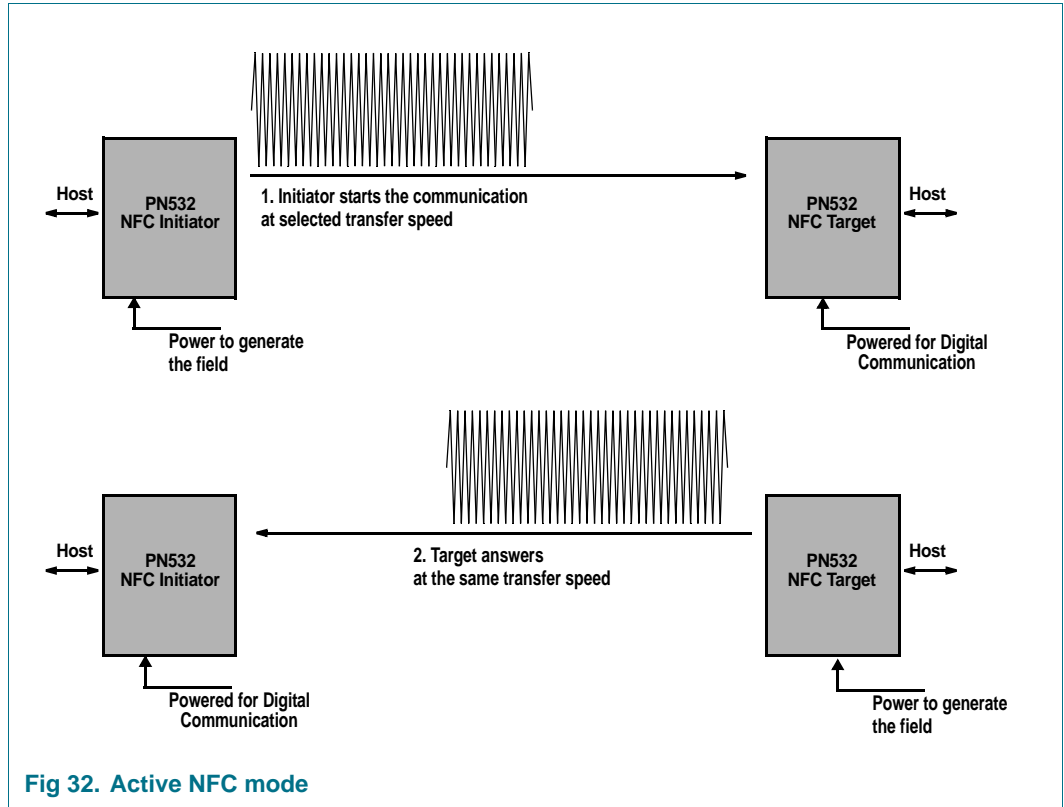 Host
PN532
NFC Initiator
1. Initiator starts the communication
at selected transfer speed
PN532
NFC Target
Host
Power to generate
the field
Powered for Digital
Communication
Host
PN532
NFC Initiator
2. Target answers
at the same transfer speed
PN532
NFC Target
Host
Powered for Digital
Communication
Power to generate
the field
Fig 32. Active NFC mode